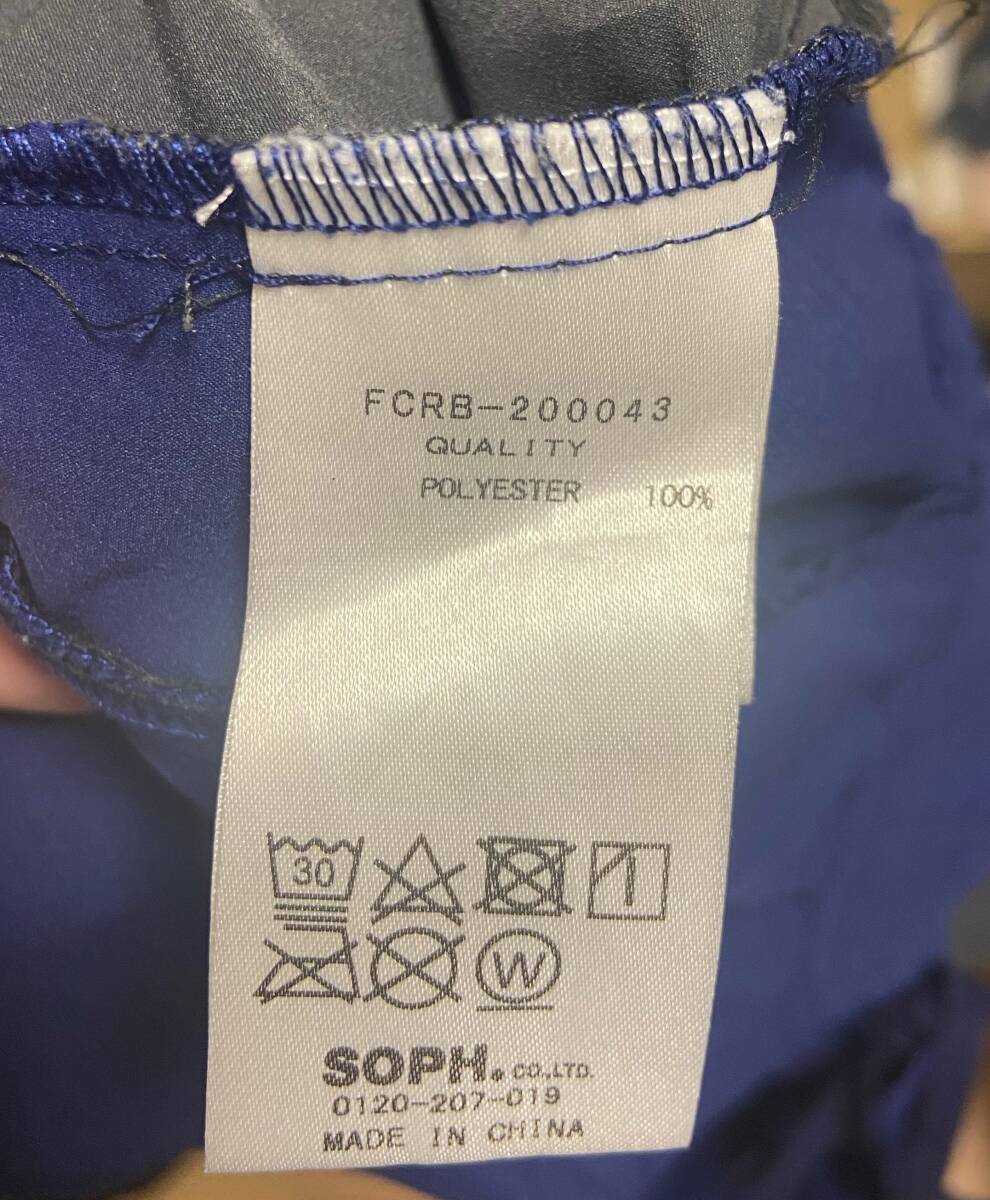 FCRB-200043
QUALITY
POLYESTER 100%
30
W
SOPH. CO.,LTD.
0120-207-019
MADE IN CHINA